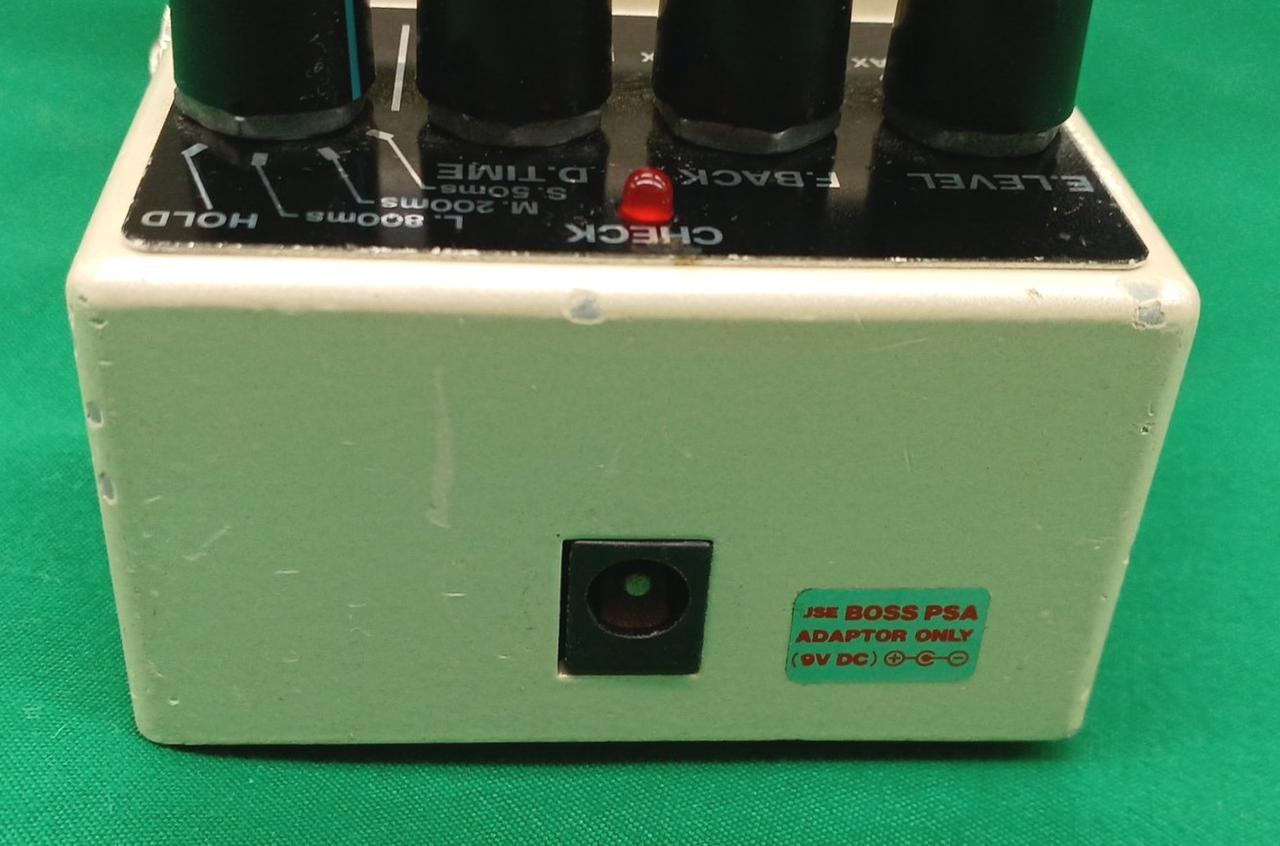 E.LEVEL
F.BACK
D.TIME
S. 50ms
M. 200ms
L. 800ms
HOLD
CHECK
USE BOSS PSA
ADAPTOR ONLY
(9V DC)